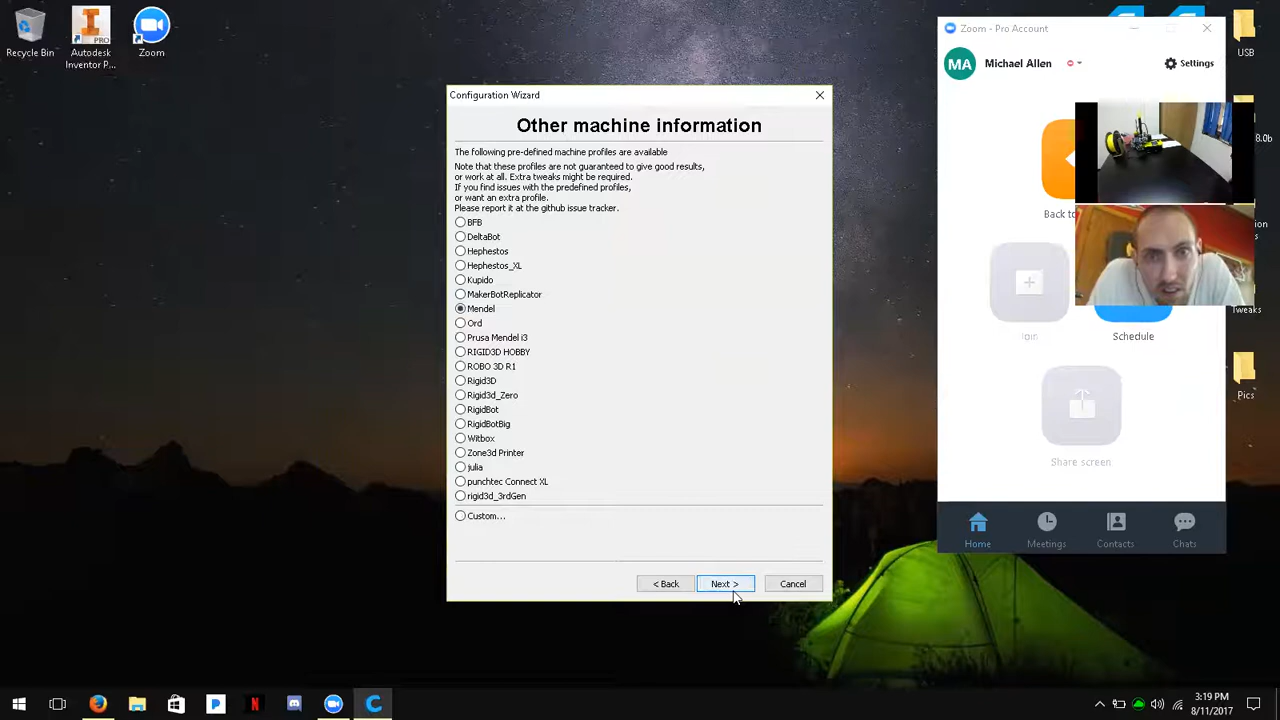 Recycle Bin
Autodesk
Inventor P...
Zoom
PRO
Configuration Wizard
Other machine information
The following pre-defined machine profiles are available
Note that these profiles are not guaranteed to give good results,
or work at all. Extra tweaks might be required.
If you find issues with the predefined profiles,
or want an extra profile.
Please report it at the github issue tracker.
BFB
DeltaBot
Hephestos
Hephestos_XL
Kupido
MakerBotReplicator
Mendel
Ord
Prusa Mendel i3
RIGID3D HOBBY
ROBO 3D R1
Rigid3D
Rigid3d_Zero
RigidBot
RigidBotBig
Witbox
Zone3d Printer
julia
punchtec Connect XL
rigid3d_3rdGen
Custom...
< Back
Next >
Cancel
Zoom - Pro Account
MA
Michael Allen
Settings
Back to
Join
Schedule
Share screen
Home
Meetings
Contacts
Chats
USB
8.0b
Tweaks
Pics
3:19 PM
8/11/2017